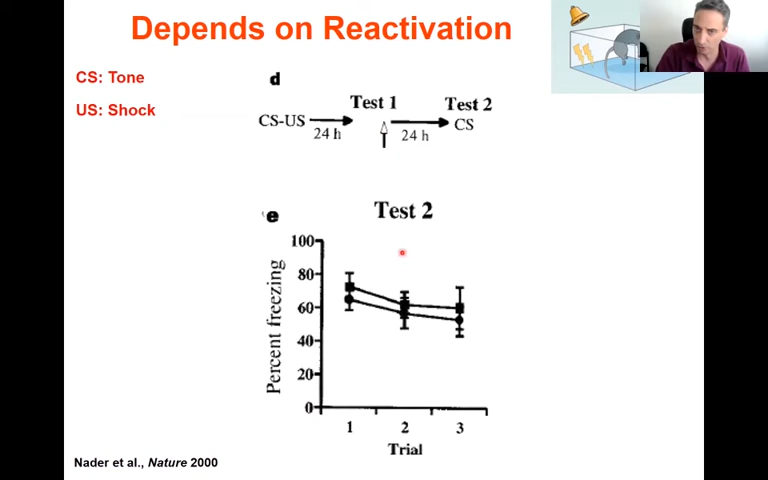 Depends on Reactivation
CS: Tone
US: Shock
d
Test 1
Test 2
CS-US
24 h
24 h
CS
e
Test 2
Percent freezing
100
80
60
40
20
0
1
2
3
Trial
Nader et al., Nature 2000